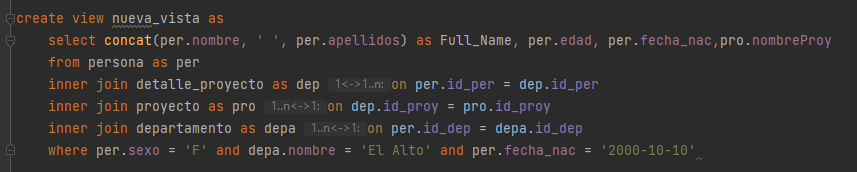 create view nueva_vista as
select concat(per.nombre, ' ', per.apellidos) as Full_Name, per.edad, per.fecha_nac,pro.nombreProy
from persona as per
inner join detalle_proyecto as dep 1<->1..n: on per.id_per = dep.id_per
inner join proyecto as pro 1..n<->1: on dep.id_proy = pro.id_proy
inner join departamento as depa 1..n<->1: on per.id_dep = depa.id_dep
where per.sexo = 'F' and depa.nombre = 'El Alto' and per.fecha_nac = '2000-10-10'